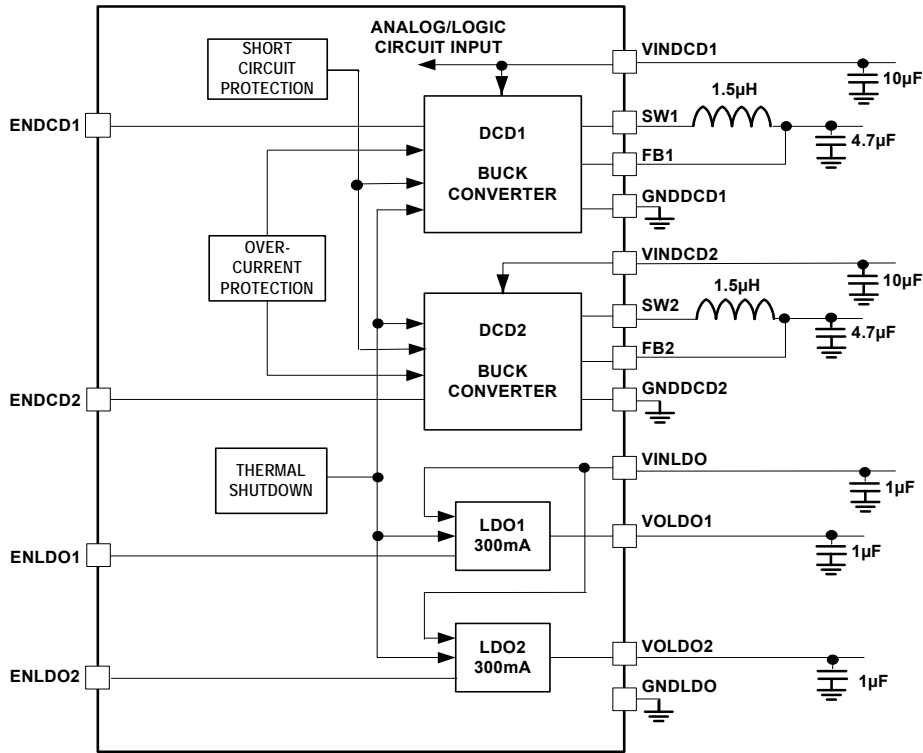 ANALOG/LOGIC
CIRCUIT INPUT
SHORT
CIRCUIT
PROTECTION
VINDCD1
10µF
1.5µH
ENDCD1
SW1
4.7µF
DCD1
BUCK
CONVERTER
FB1
GNDDCD1
OVER-
CURRENT
PROTECTION
VINDCD2
10µF
1.5µH
SW2
4.7µF
DCD2
BUCK
CONVERTER
FB2
ENDCD2
GNDDCD2
THERMAL
SHUTDOWN
VINLDO
1µF
LDO1
300mA
VOLDO1
1µF
ENLDO1
LDO2
300mA
VOLDO2
1µF
ENLDO2
GNDLDO